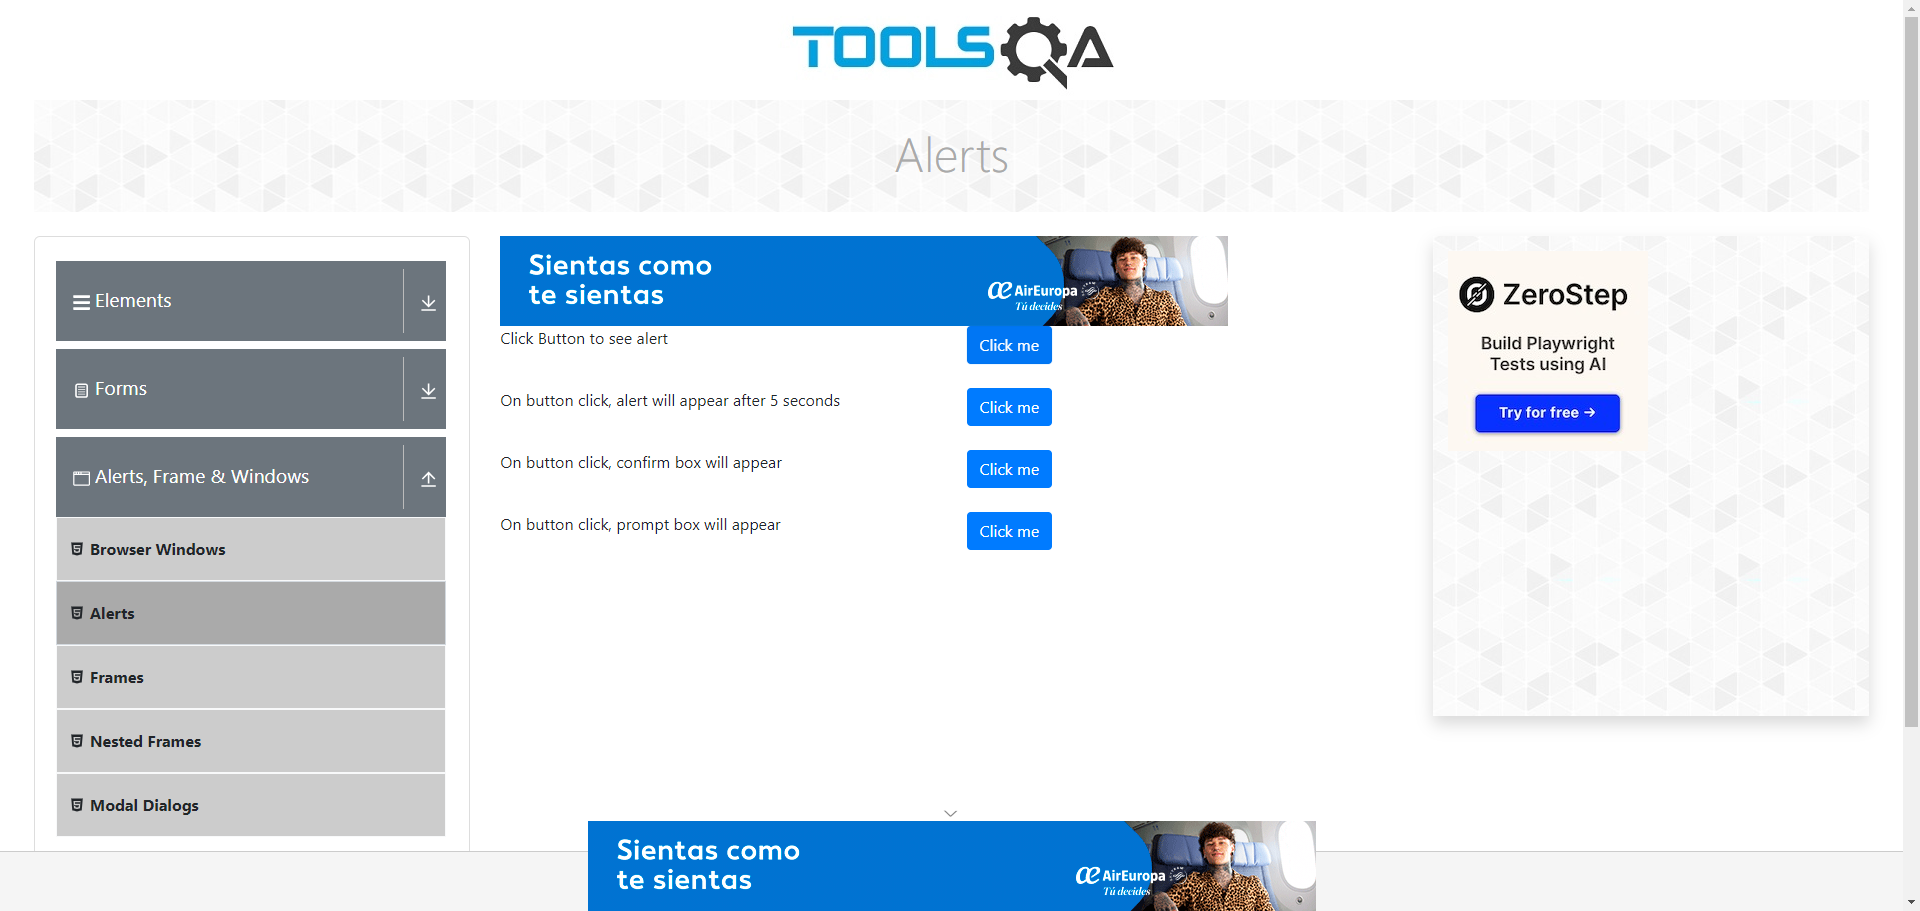 TOOLSQA
Alerts
Elements
Forms
Alerts, Frame & Windows
Browser Windows
Alerts
Frames
Nested Frames
Modal Dialogs
Sientas como
te sientas
AirEuropa
Tú decides
Click Button to see alert
Click me
On button click, alert will appear after 5 seconds
Click me
On button click, confirm box will appear
Click me
On button click, prompt box will appear
Click me
ZeroStep
Build Playwright
Tests using AI
Try for free →
Sientas como
te sientas
AirEuropa
Tú decides